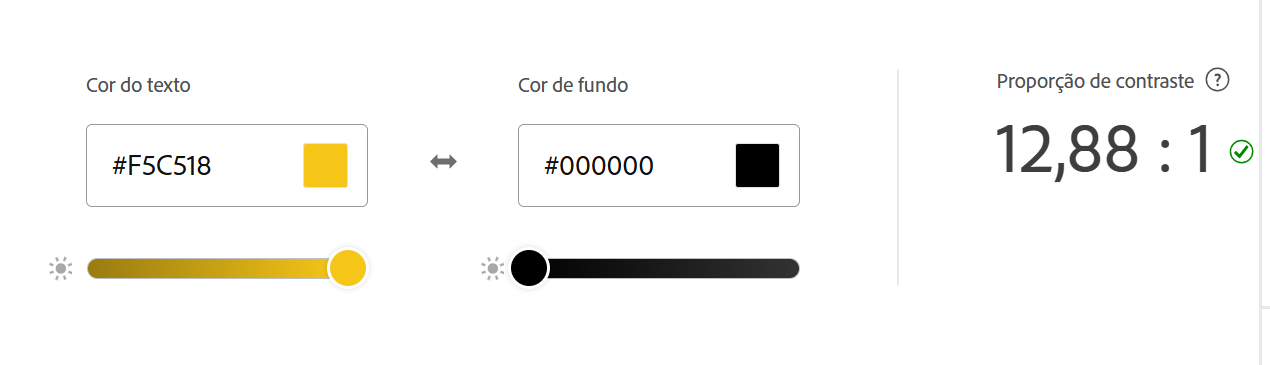 Cor do texto
Cor de fundo
Proporção de contraste ?
#F5C518
#000000
12,88 : 1